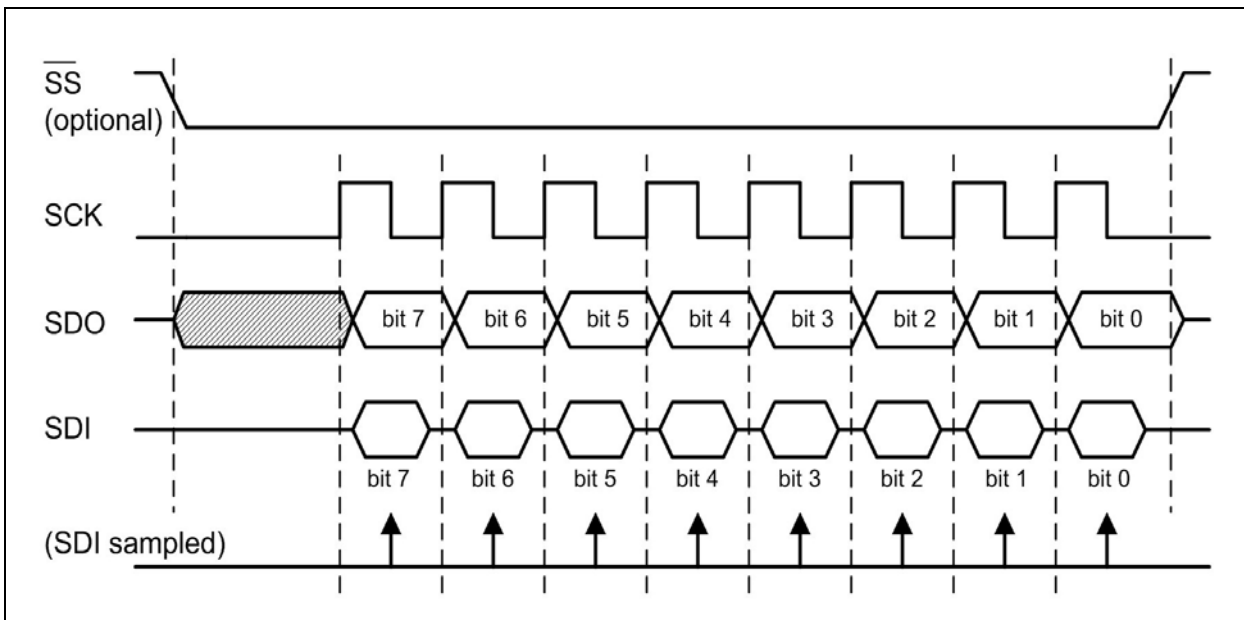 S̅S̅
(optional)
SCK
SDO
bit 7 bit 6 bit 5 bit 4 bit 3 bit 2 bit 1 bit 0
SDI
bit 7 bit 6 bit 5 bit 4 bit 3 bit 2 bit 1 bit 0
(SDI sampled)